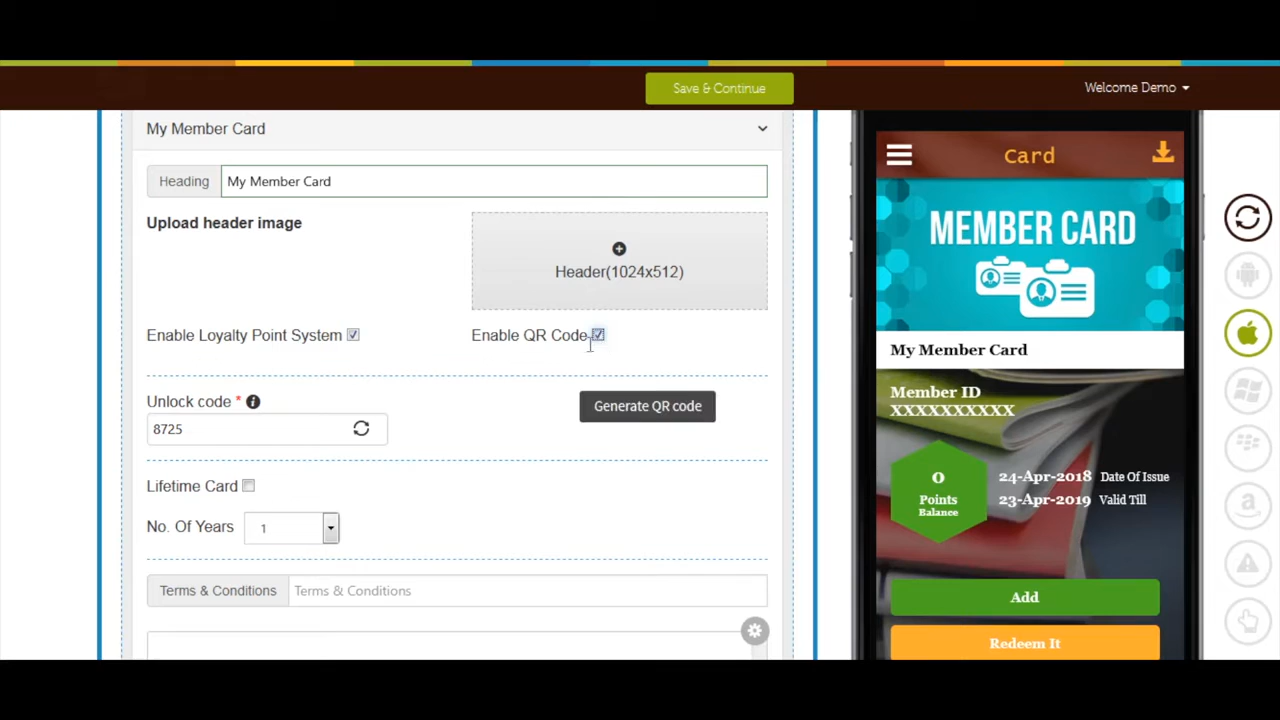 Save & Continue
Welcome Demo
My Member Card
Heading
My Member Card
Upload header image
Header(1024x512)
Enable Loyalty Point System
Enable QR Code
Unlock code *
8725
Generate QR code
Lifetime Card
No. Of Years
1
Terms & Conditions
Terms & Conditions
Card
MEMBER CARD
My Member Card
Member ID
XXXXXXXXXX
0
Points
Balance
24-Apr-2018 Date Of Issue
23-Apr-2019 Valid Till
Add
Redeem It